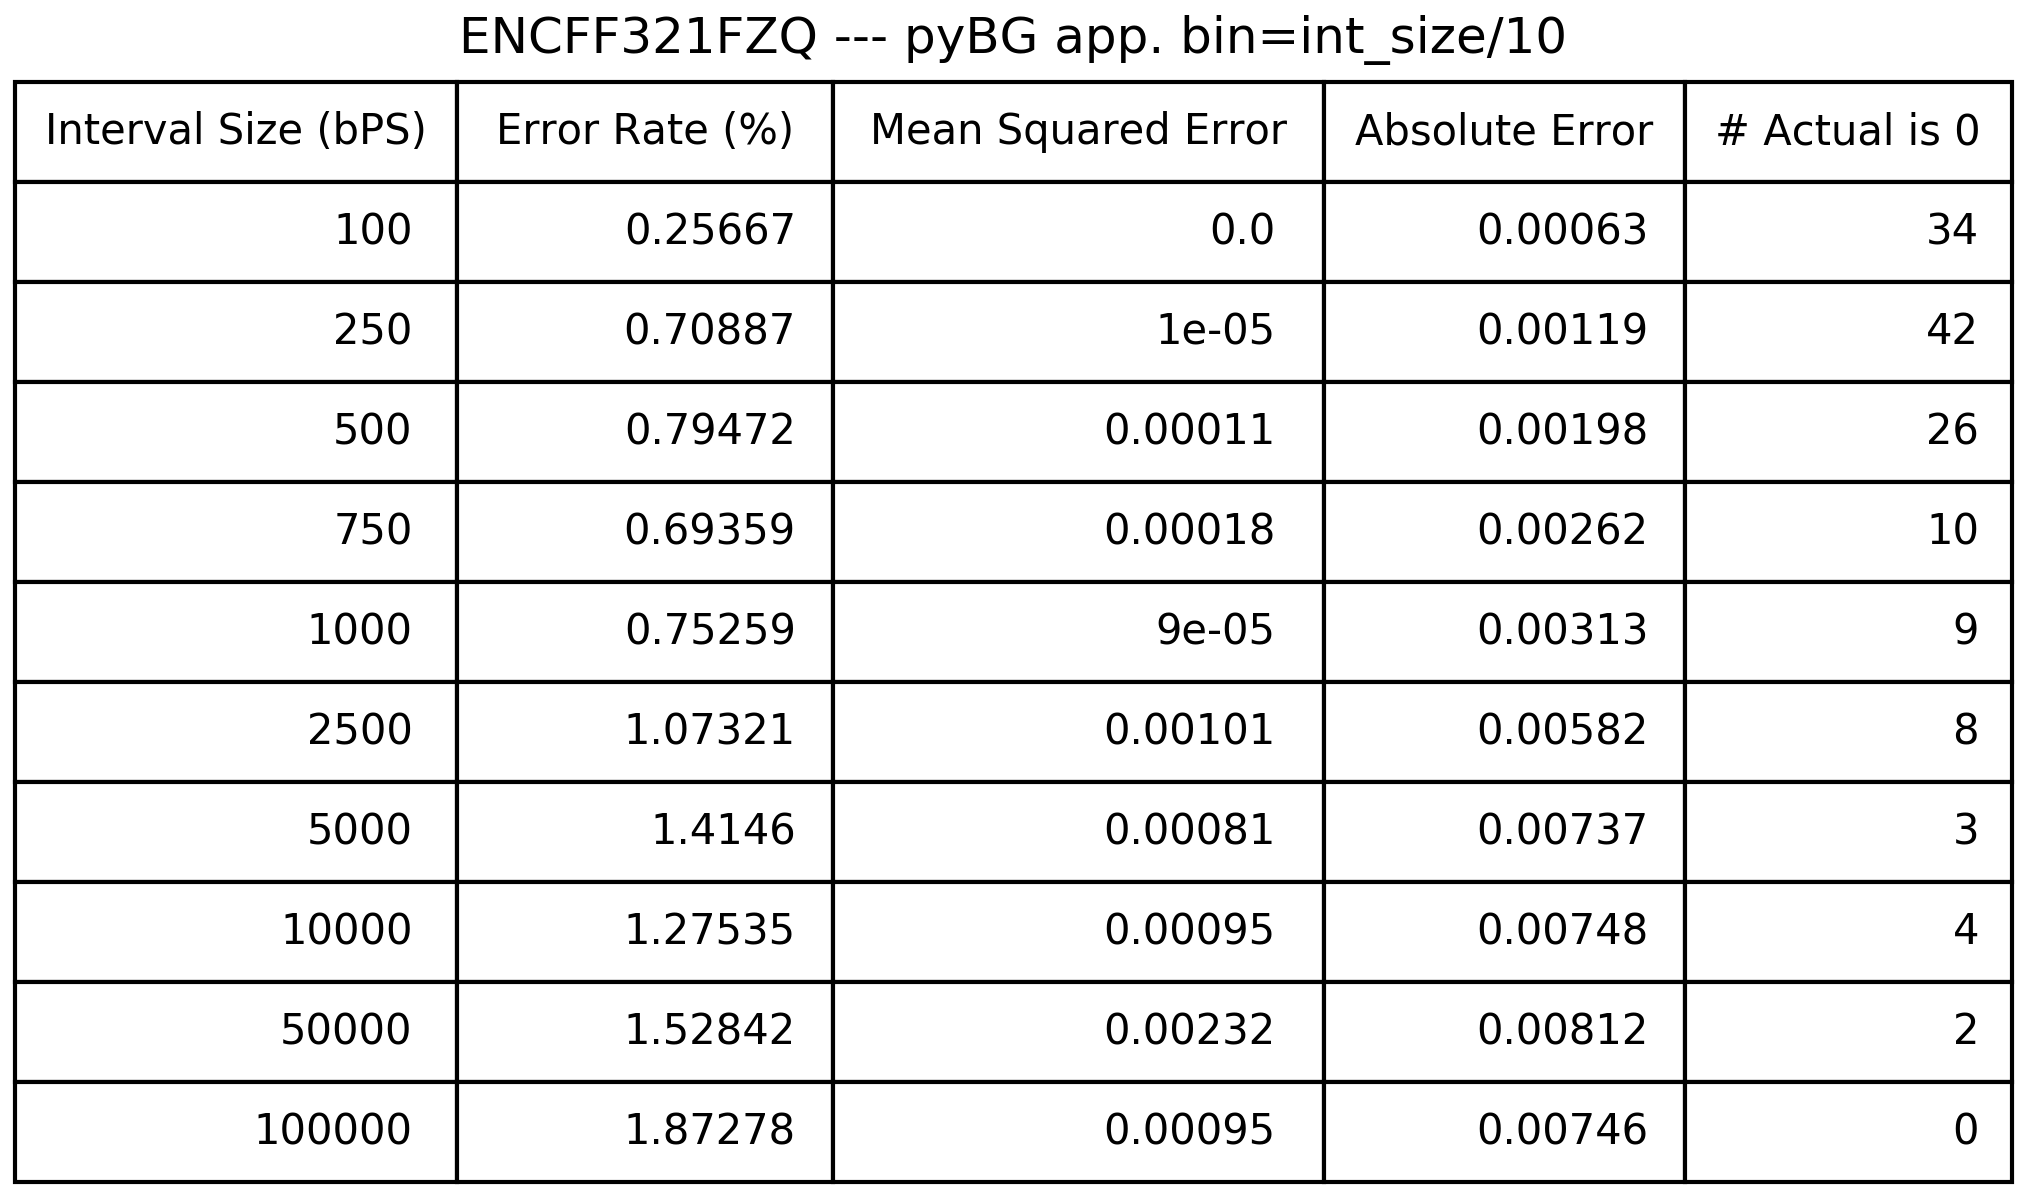 ENCFF321FZQ --- pyBG app. bin=int_size/10
Interval Size (bPS) Error Rate (%) Mean Squared Error Absolute Error # Actual is 0
100 0.25667 0.0 0.00063 34
250 0.70887 1e-05 0.00119 42
500 0.79472 0.00011 0.00198 26
750 0.69359 0.00018 0.00262 10
1000 0.75259 9e-05 0.00313 9
2500 1.07321 0.00101 0.00582 8
5000 1.4146 0.00081 0.00737 3
10000 1.27535 0.00095 0.00748 4
50000 1.52842 0.00232 0.00812 2
100000 1.87278 0.00095 0.00746 0